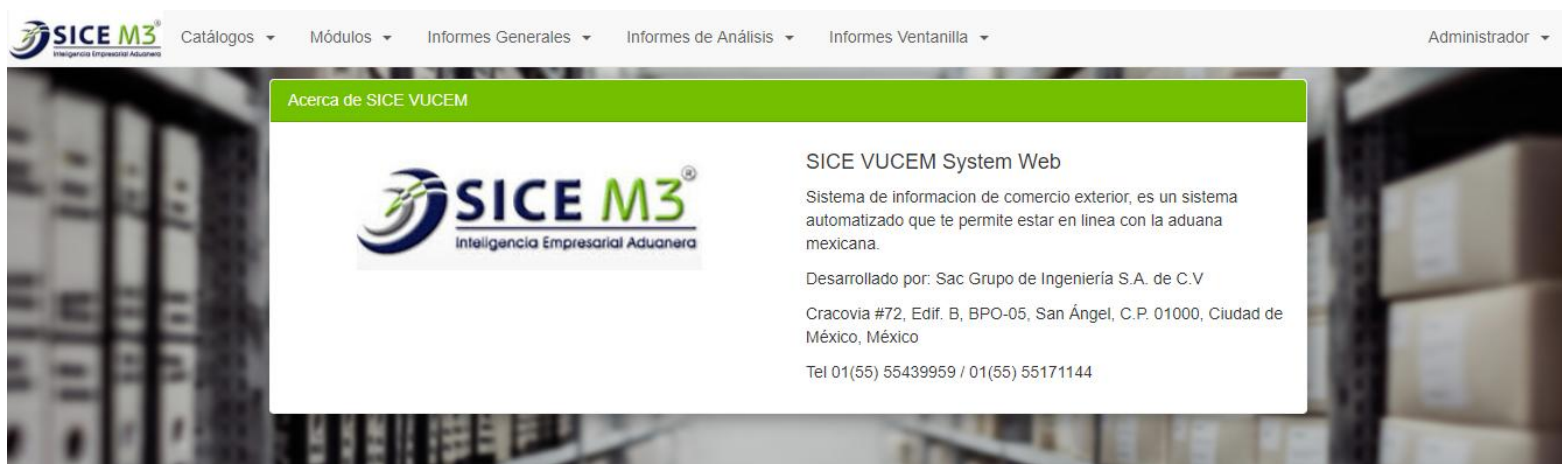 SICE M3®
Inteligencia Empresarial Aduanera
Catálogos
Módulos
Informes Generales
Informes de Análisis
Informes Ventanilla
Administrador
Acerca de SICE VUCEM
SICE M3®
Inteligencia Empresarial Aduanera
SICE VUCEM System Web
Sistema de informacion de comercio exterior, es un sistema
automatizado que te permite estar en linea con la aduana
mexicana.
Desarrollado por: Sac Grupo de Ingeniería S.A. de C.V
Cracovia #72, Edif. B, BPO-05, San Ángel, C.P. 01000, Ciudad de
México, México
Tel 01(55) 55439959 / 01(55) 55171144